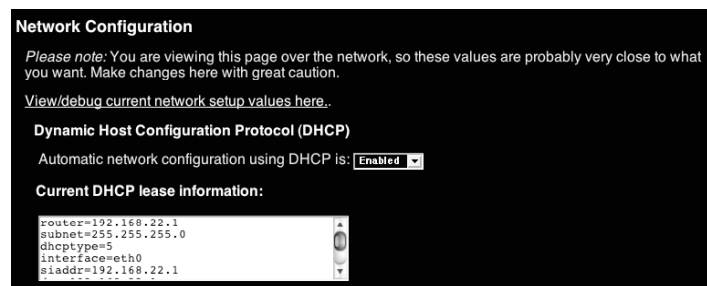 Network Configuration
Please note: You are viewing this page over the network, so these values are probably very close to what
you want. Make changes here with great caution.
View/debug current network setup values here..
Dynamic Host Configuration Protocol (DHCP)
Automatic network configuration using DHCP is: Enabled
Current DHCP lease information:
router=192.168.22.1
subnet=255.255.255.0
dhcptype=5
interface=eth0
siaddr=192.168.22.1